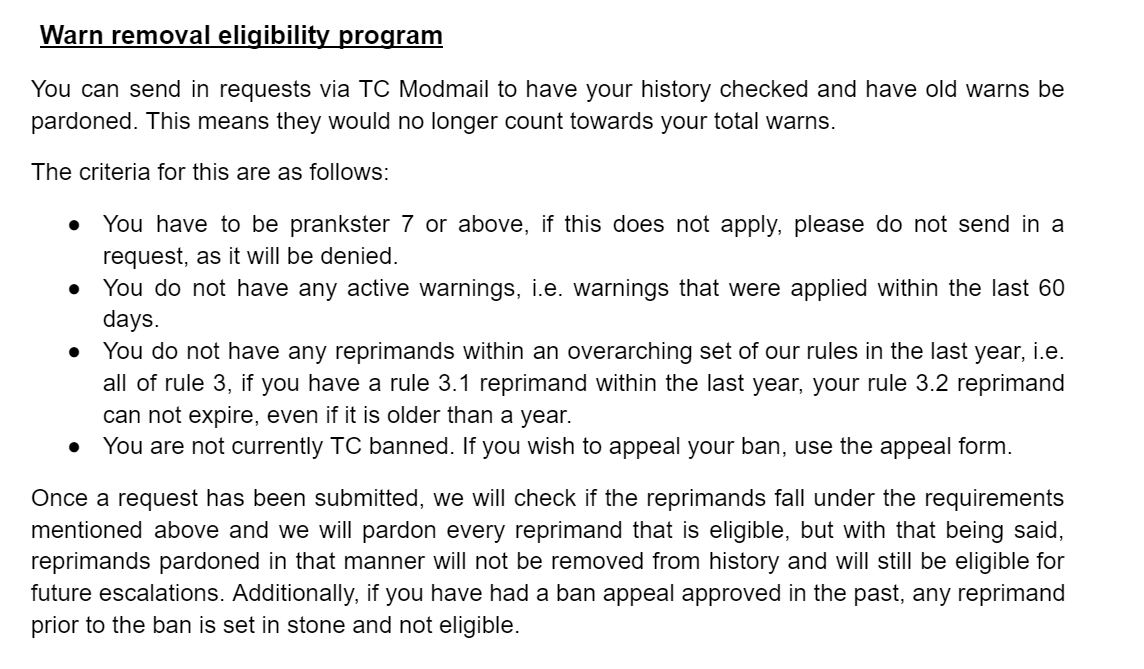 Warn removal eligibility program
You can send in requests via TC Modmail to have your history checked and have old warns be
pardoned. This means they would no longer count towards your total warns.
The criteria for this are as follows:
● You have to be prankster 7 or above, if this does not apply, please do not send in a
request, as it will be denied.
● You do not have any active warnings, i.e. warnings that were applied within the last 60
days.
● You do not have any reprimands within an overarching set of our rules in the last year, i.e.
all of rule 3, if you have a rule 3.1 reprimand within the last year, your rule 3.2 reprimand
can not expire, even if it is older than a year.
● You are not currently TC banned. If you wish to appeal your ban, use the appeal form.
Once a request has been submitted, we will check if the reprimands fall under the requirements
mentioned above and we will pardon every reprimand that is eligible, but with that being said,
reprimands pardoned in that manner will not be removed from history and will still be eligible for
future escalations. Additionally, if you have had a ban appeal approved in the past, any reprimand
prior to the ban is set in stone and not eligible.